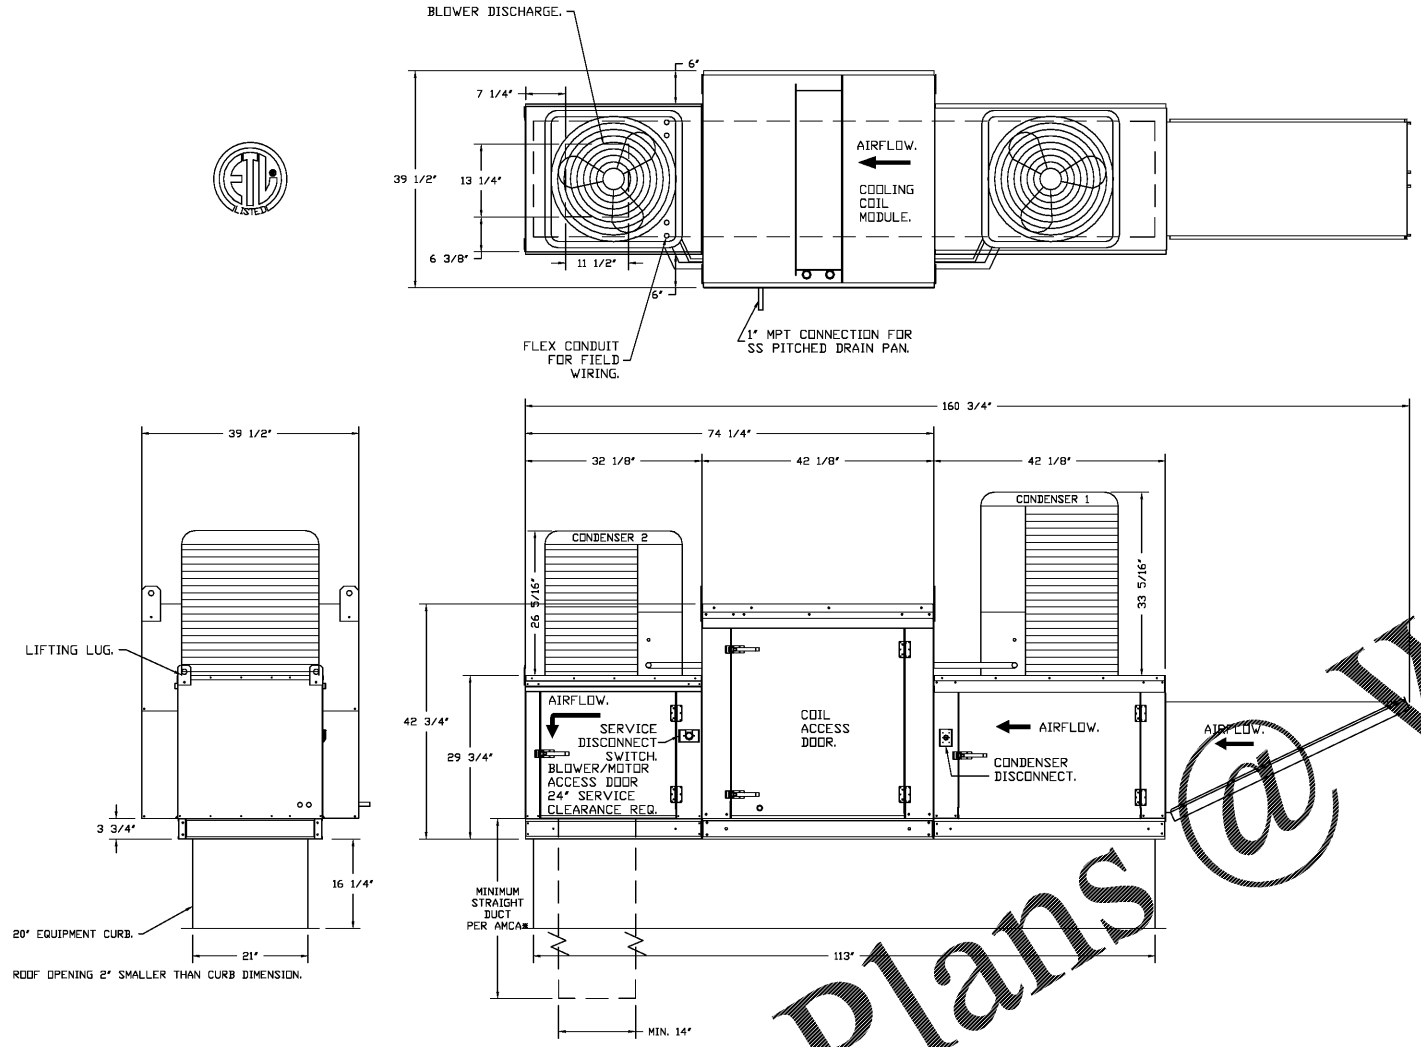 BLOWER DISCHARGE.
6"
7 1/4"
39 1/2"
13 1/4"
6 3/8"
11 1/2"
6"
AIRFLOW.
COOLING
COIL
MODULE.
ETL
LISTED
1" MPT CONNECTION FOR
SS PITCHED DRAIN PAN.
FLEX CONDUIT
FOR FIELD
WIRING.
160 3/4"
39 1/2"
74 1/4"
32 1/8"
42 1/8"
42 1/8"
CONDENSER 1
CONDENSER 2
26 5/16"
33 5/16"
LIFTING LUG.
42 3/4"
29 3/4"
3 3/4"
16 1/4"
AIRFLOW.
SERVICE
DISCONNECT
SWITCH.
BLOWER/MOTOR
ACCESS DOOR
24" SERVICE
CLEARANCE REQ.
COIL
ACCESS
DOOR.
AIRFLOW.
CONDENSER
DISCONNECT.
AIRFLOW.
20" EQUIPMENT CURB.
21"
ROOF OPENING 2" SMALLER THAN CURB DIMENSION.
MINIMUM
STRAIGHT
DUCT
PER AMCA*
113"
MIN. 14"
Plans @